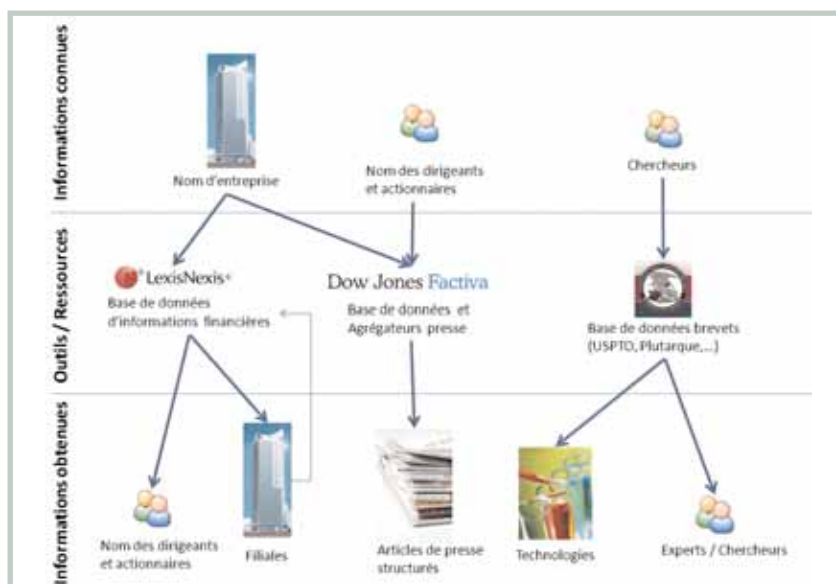 Informations connues
Nom d'entreprise
Nom des dirigeants
et actionnaires
Chercheurs
Outils / Ressources
LexisNexis®
Base de données
d'informations financières
Dow Jones Factiva
Base de données et
Agrégateurs presse
Base de données brevets
(USPTO, Plutarque,...)
Informations obtenues
Nom des dirigeants
et actionnaires
Filiales
Articles de presse
structurés
Technologies
Experts / Chercheurs